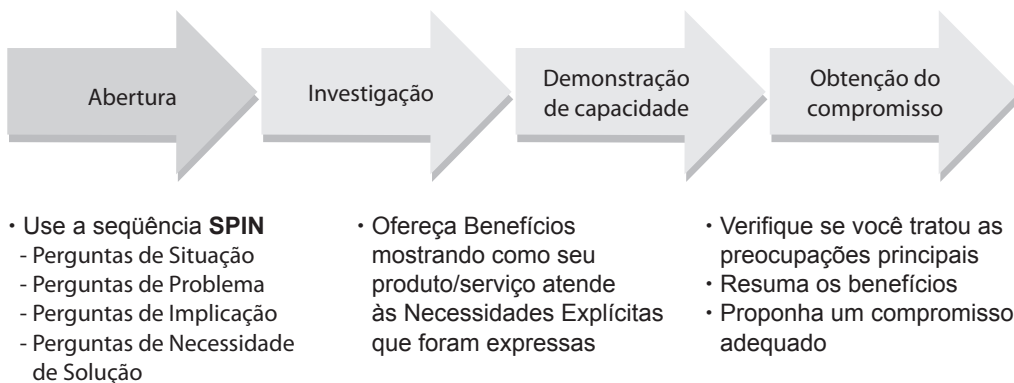 Abertura
Investigação
Demonstração
de capacidade
Obtenção do
compromisso
· Use a seqüência SPIN
- Perguntas de Situação
- Perguntas de Problema
- Perguntas de Implicação
- Perguntas de Necessidade
de Solução
· Ofereça Benefícios
mostrando como seu
produto/serviço atende
às Necessidades Explícitas
que foram expressas
· Verifique se você tratou as
preocupações principais
· Resuma os benefícios
· Proponha um compromisso
adequado